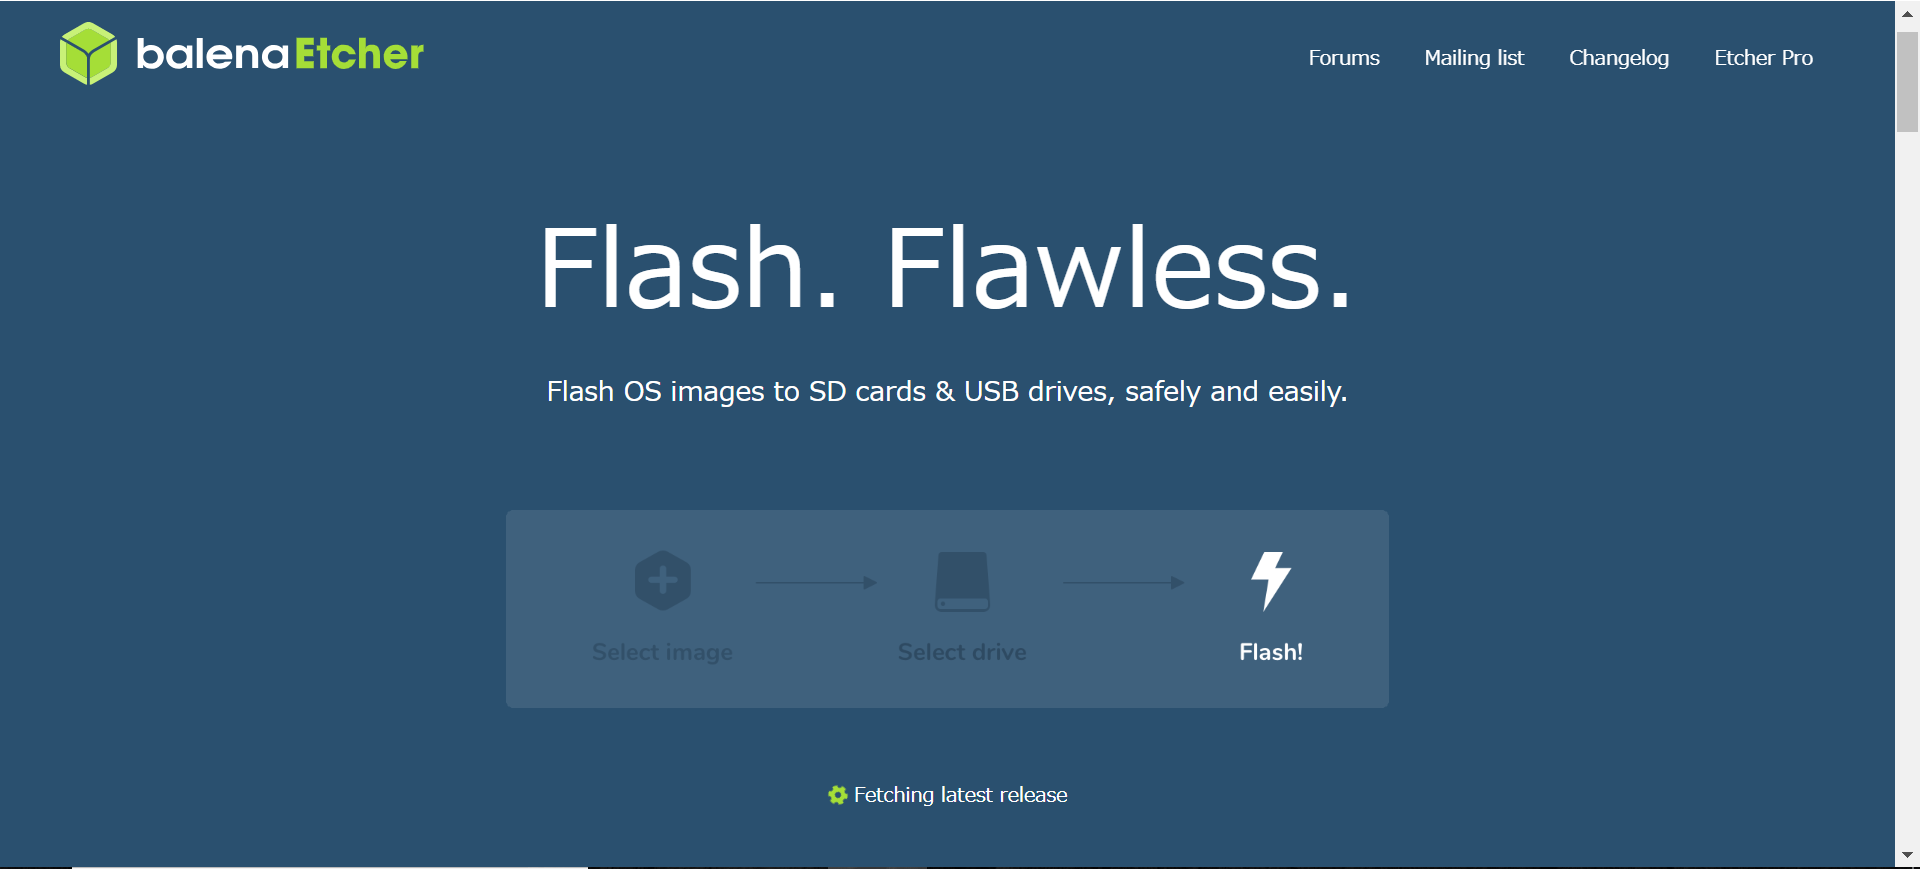 balenaEtcher
Forums Mailing list Changelog Etcher Pro
Flash. Flawless.
Flash OS images to SD cards & USB drives, safely and easily.
Select image Select drive Flash!
Fetching latest release